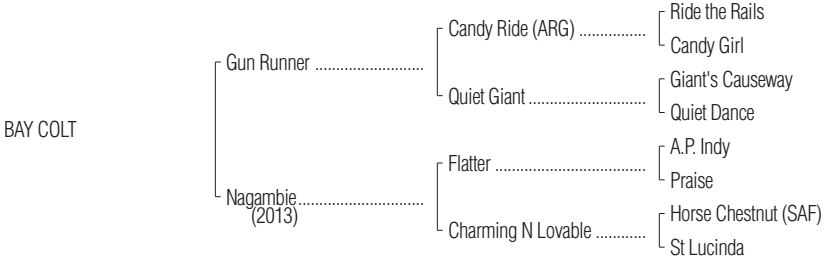 Ride the Rails
Candy Ride (ARG) ................
Candy Girl
Gun Runner ..........................
Giant's Causeway
Quiet Giant ............................
Quiet Dance
BAY COLT
A.P. Indy
Flatter ....................................
Praise
Nagambie..............................
(2013)
Horse Chestnut (SAF)
Charming N Lovable ............
St Lucinda